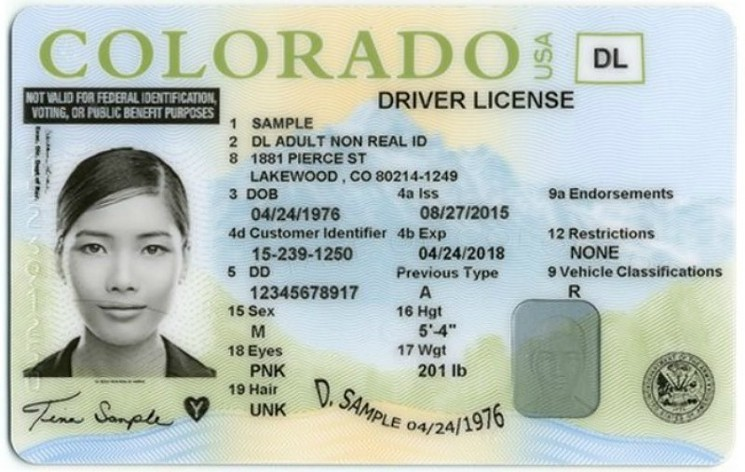 COLORADO USA DL
NOT VALID FOR FEDERAL IDENTIFICATION,
VOTING, OR PUBLIC BENEFIT PURPOSES
DRIVER LICENSE
1 SAMPLE
2 DL ADULT NON REAL ID
8 1881 PIERCE ST
LAKEWOOD , CO 80214-1249
3 DOB 4a Iss 9a Endorsements
04/24/1976 08/27/2015
4d Customer Identifier 4b Exp 12 Restrictions
15-239-1250 04/24/2018 NONE
5 DD Previous Type 9 Vehicle Classifications
12345678917 A R
15 Sex 16 Hgt
M 5'-4"
18 Eyes 17 Wgt
PNK 201 lb
19 Hair
UNK
D. SAMPLE 04/24/1976
Tina Sample
Y